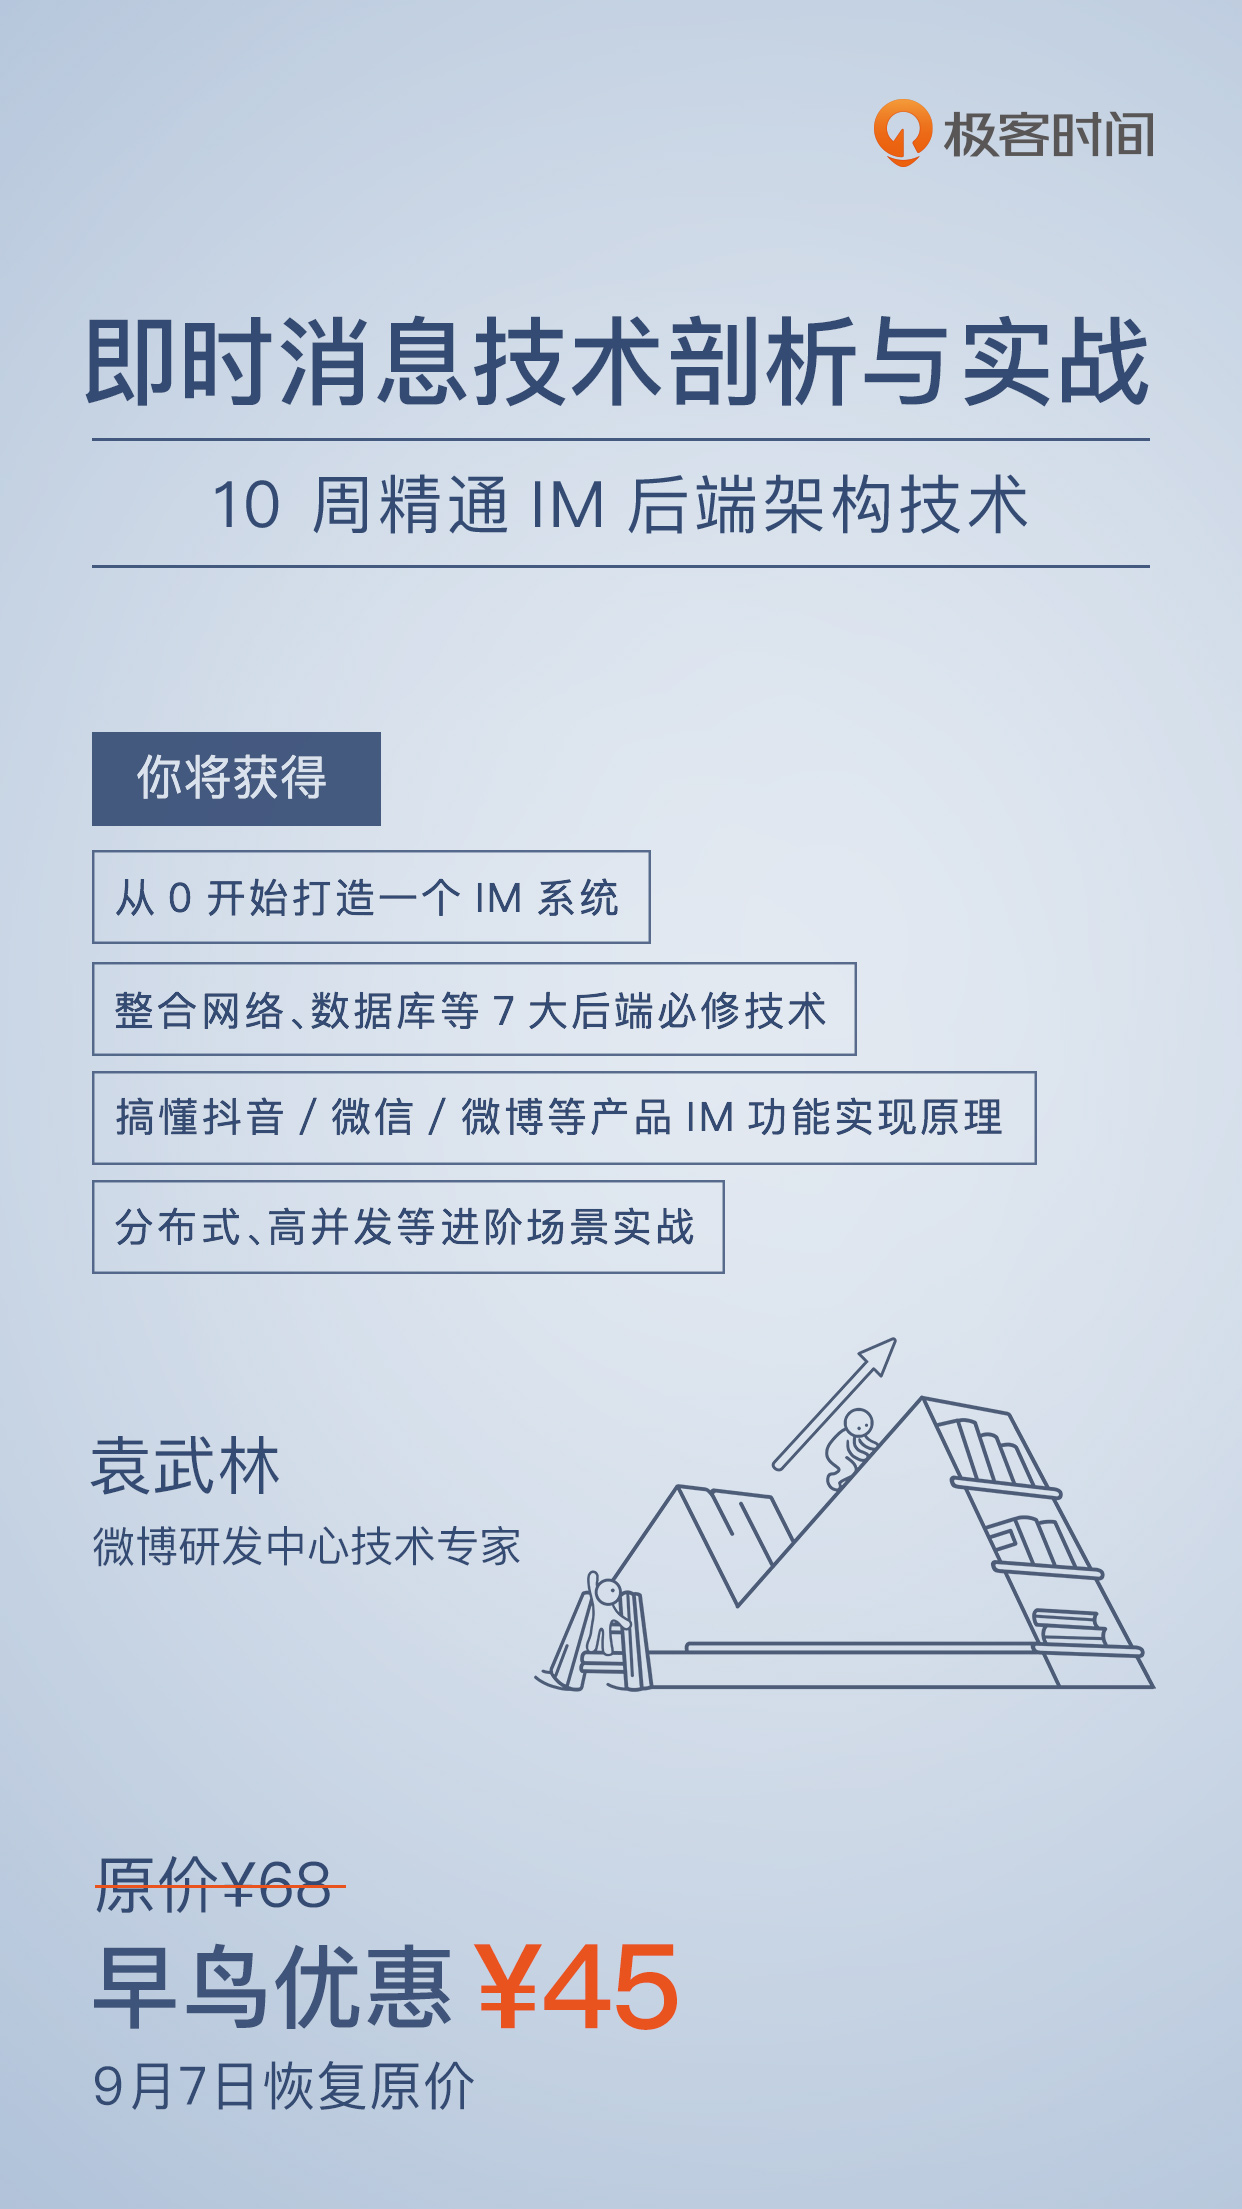 极客时间
即时消息技术剖析与实战
10 周精通 IM 后端架构技术
你将获得
从 0 开始打造一个 IM 系统
整合网络、数据库等 7 大后端必修技术
搞懂抖音 / 微信 / 微博等产品 IM 功能实现原理
分布式、高并发等进阶场景实战
袁武林
微博研发中心技术专家
原价¥68
早鸟优惠 ¥45
9月7日恢复原价